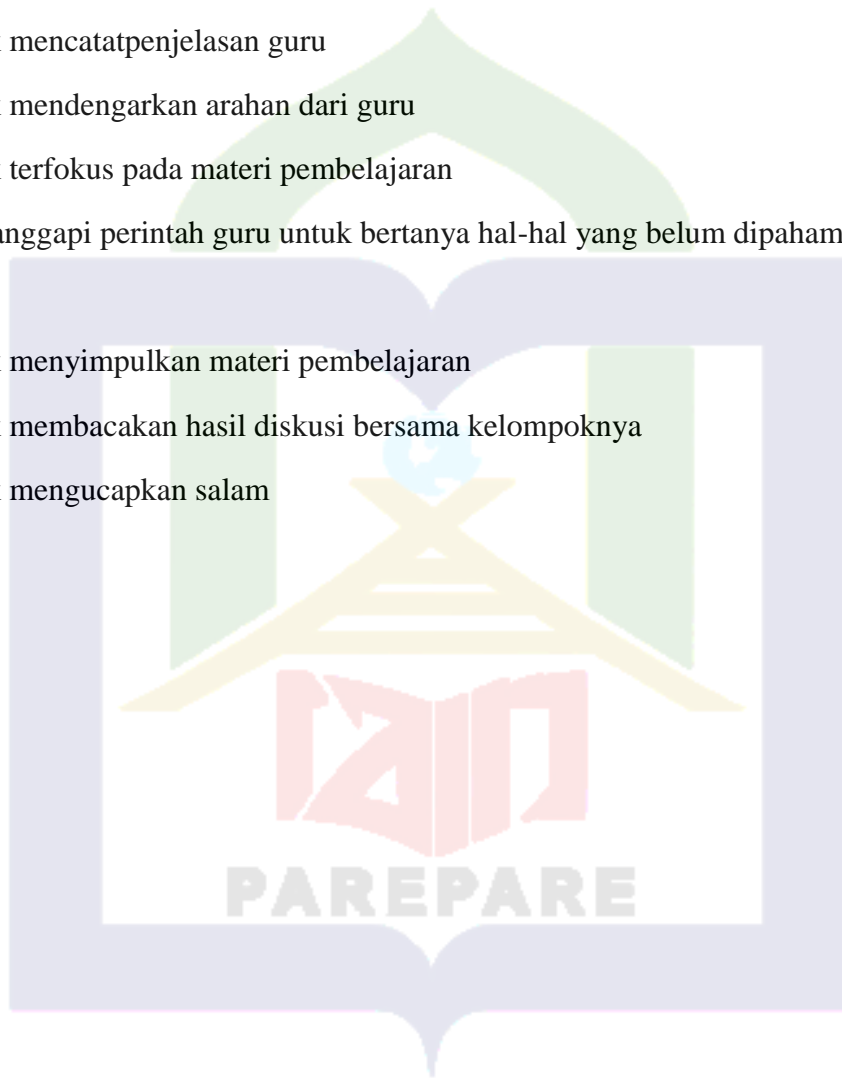 mencatatpenjelasan guru
mendengarkan arahan dari guru
terfokus pada materi pembelajaran
anggapi perintah guru untuk bertanya hal-hal yang belum dipaham
menyimpulkan materi pembelajaran
membacakan hasil diskusi bersama kelompoknya
mengucapkan salam
iain
PAREPARE